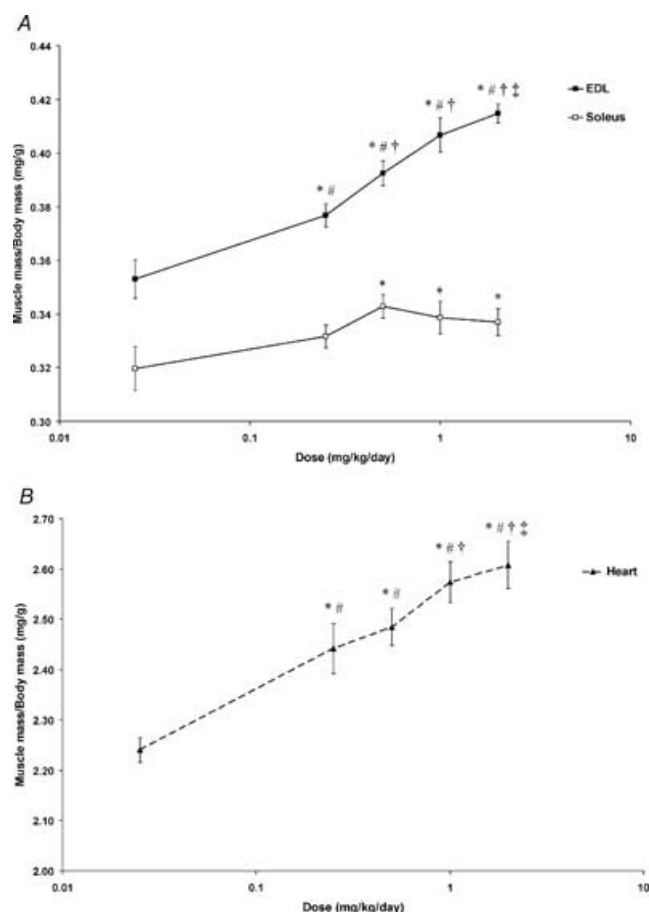 A
0.44
* # † ‡
EDL
* # †
Soleus
0.42
* # †
0.40
* #
0.38
0.36
*
*
*
0.34
0.32
0.30
0.01
0.1
1
10
Muscle mass/Body mass (mg/g)
Dose (mg/kg/day)
B
2.70
* # † ‡
* # †
Heart
2.60
* #
* #
2.50
2.40
2.30
2.20
2.10
2.00
0.01
0.1
1
10
Muscle mass/Body mass (mg/g)
Dose (mg/kg/day)